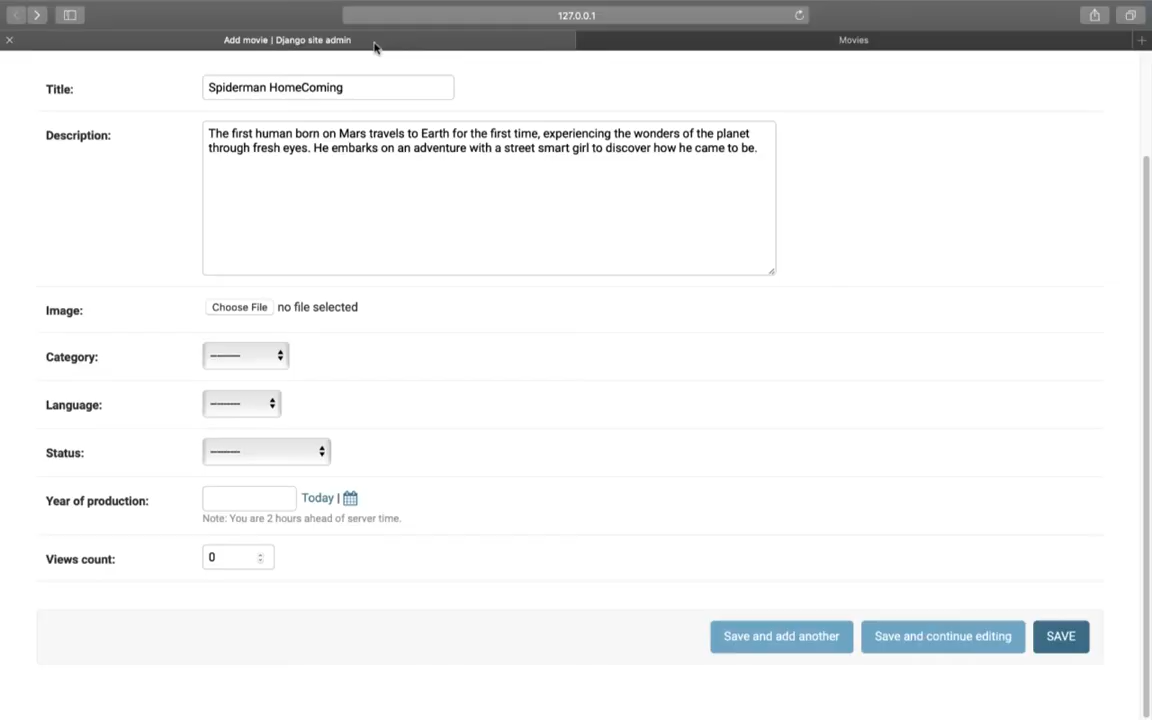 127.0.0.1
Add movie | Django site admin
Movies
Title:
Spiderman HomeComing
Description:
The first human born on Mars travels to Earth for the first time, experiencing the wonders of the planet
through fresh eyes. He embarks on an adventure with a street smart girl to discover how he came to be.
Image:
Choose File no file selected
Category:
---------
Language:
---------
Status:
---------
Year of production:
Today |
Note: You are 2 hours ahead of server time.
Views count:
0
Save and add another
Save and continue editing
SAVE